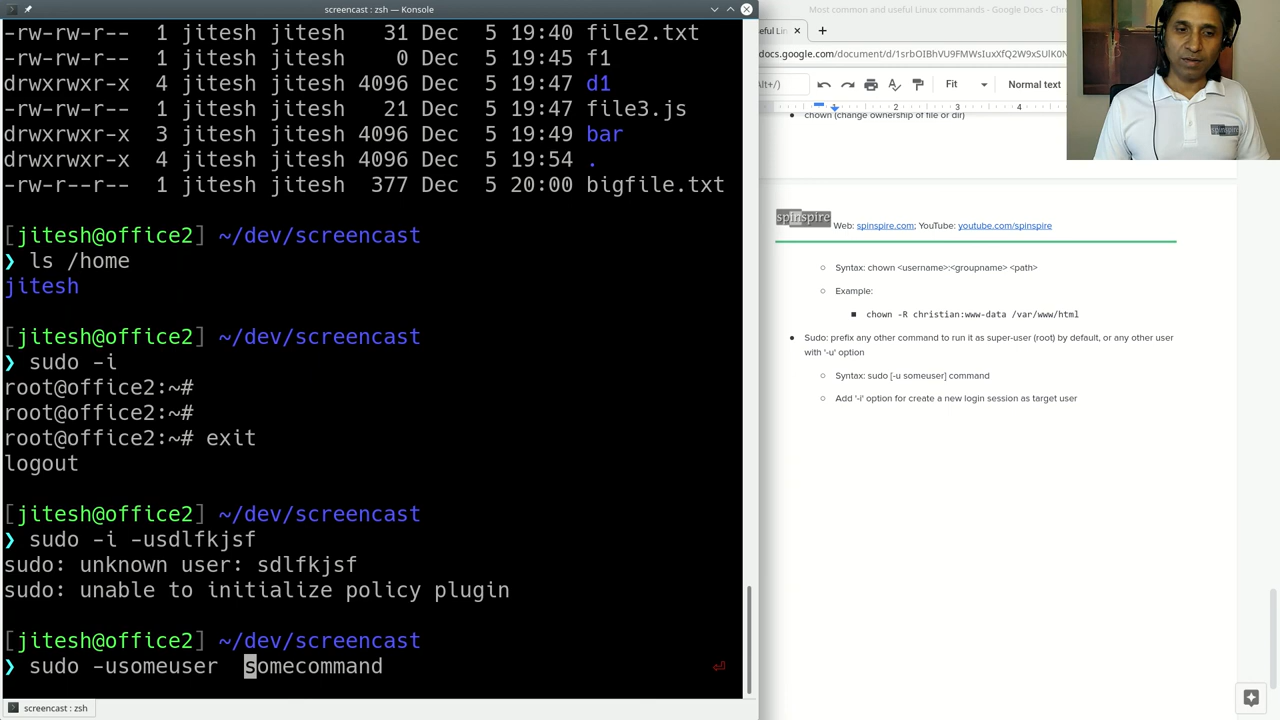 screencast : zsh — Konsole
-rw-rw-r-- 1 jitesh jitesh 31 Dec 5 19:40 file2.txt
-rw-rw-r-- 1 jitesh jitesh 0 Dec 5 19:45 f1
drwxrwxr-x 4 jitesh jitesh 4096 Dec 5 19:47 d1
-rw-rw-r-- 1 jitesh jitesh 21 Dec 5 19:47 file3.js
drwxrwxr-x 3 jitesh jitesh 4096 Dec 5 19:49 bar
drwxrwxr-x 4 jitesh jitesh 4096 Dec 5 19:54 .
-rw-r--r-- 1 jitesh jitesh 377 Dec 5 20:00 bigfile.txt
[jitesh@office2] ~/dev/screencast
❯ ls /home
jitesh
[jitesh@office2] ~/dev/screencast
❯ sudo -i
root@office2:~#
root@office2:~#
root@office2:~# exit
logout
[jitesh@office2] ~/dev/screencast
❯ sudo -i -usdlfkjsf
sudo: unknown user: sdlfkjsf
sudo: unable to initialize policy plugin
[jitesh@office2] ~/dev/screencast
❯ sudo -usomeuser somecommand
screencast : zsh
Most common and useful Linux commands - Google Docs - Chr
eful Li
Alt+/)
Fit
Normal text
1 2 3 4
● chown (change ownership of file or dir)
spinspire Web: spinspire.com; YouTube: youtube.com/spinspire
○ Syntax: chown <username>:<groupname> <path>
○ Example:
■ chown -R christian:www-data /var/www/html
● Sudo: prefix any other command to run it as super-user (root) by default, or any other user
with '-u' option
○ Syntax: sudo [-u someuser] command
○ Add '-i' option for create a new login session as target user
spinspire